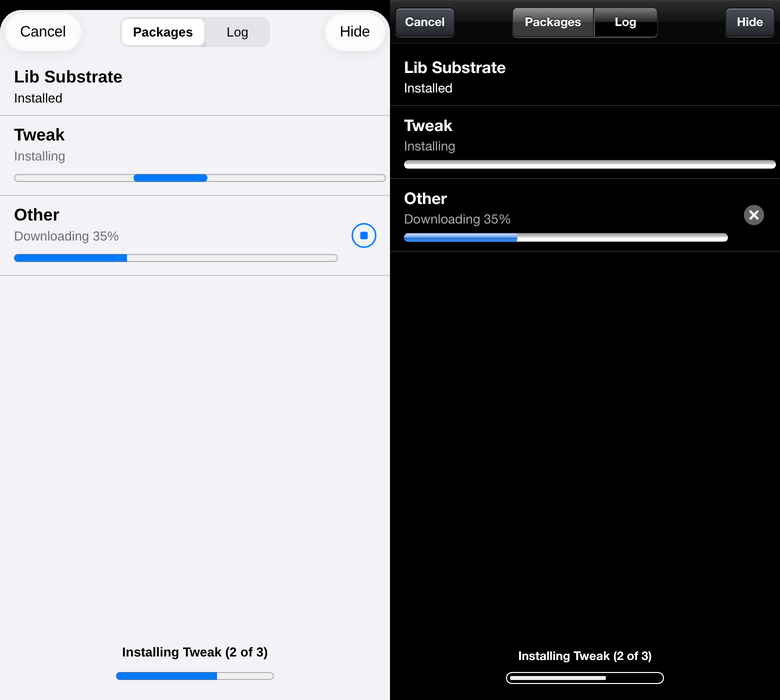 Cancel Packages Log Hide
Lib Substrate
Installed
Tweak
Installing
Other
Downloading 35%
Installing Tweak (2 of 3)
Cancel Packages Log Hide
Lib Substrate
Installed
Tweak
Installing
Other
Downloading 35%
Installing Tweak (2 of 3)